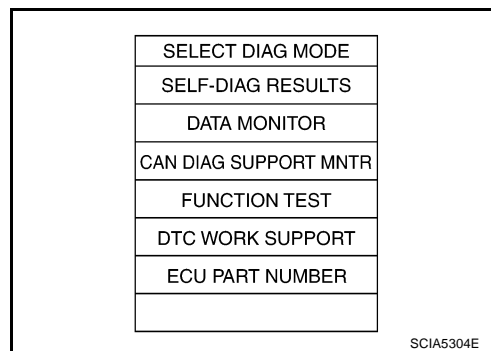 SELECT DIAG MODE
SELF-DIAG RESULTS
DATA MONITOR
CAN DIAG SUPPORT MNTR
FUNCTION TEST
DTC WORK SUPPORT
ECU PART NUMBER
SCIA5304E